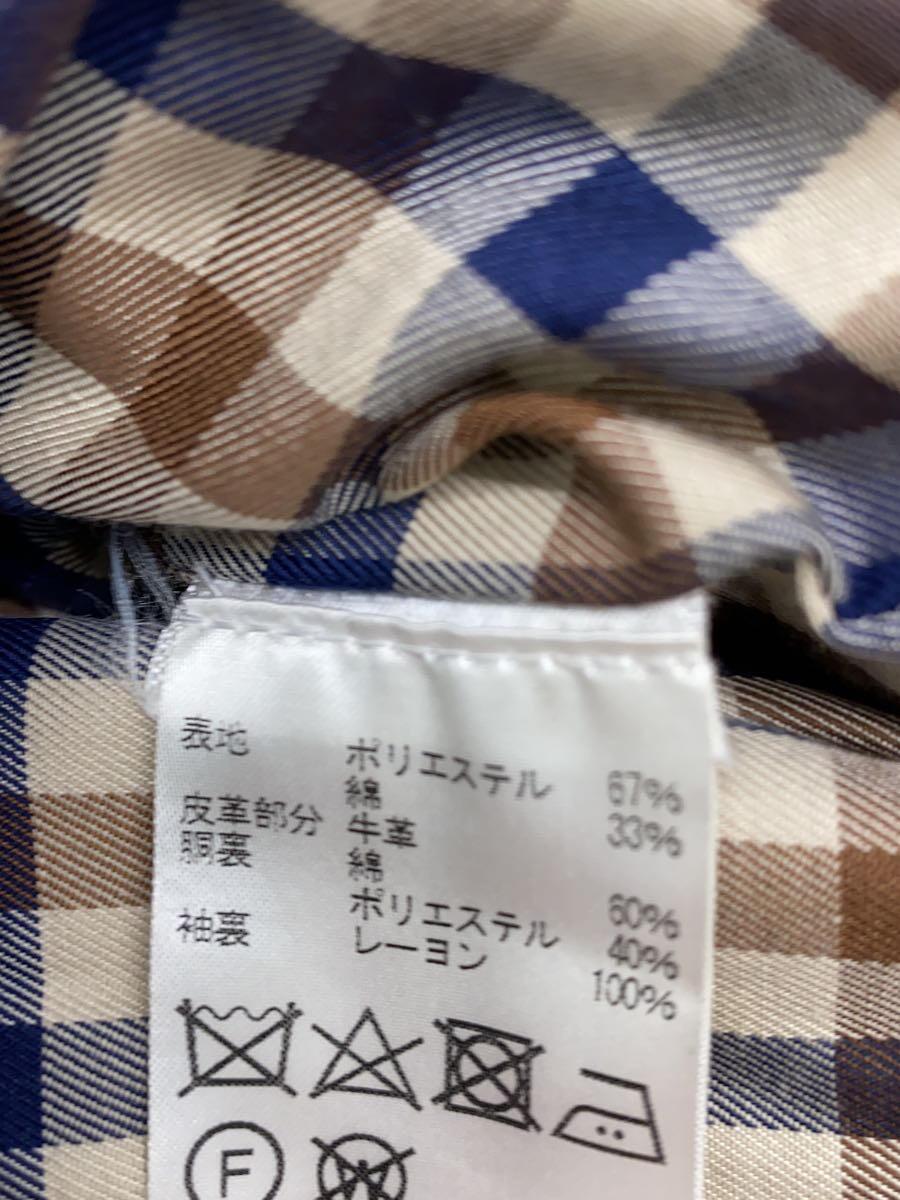 表地 ポリエステル 67%
綿 33%
皮革部分 牛革
胴裏 綿 60%
ポリエステル 40%
袖裏 レーヨン 100%
F
W